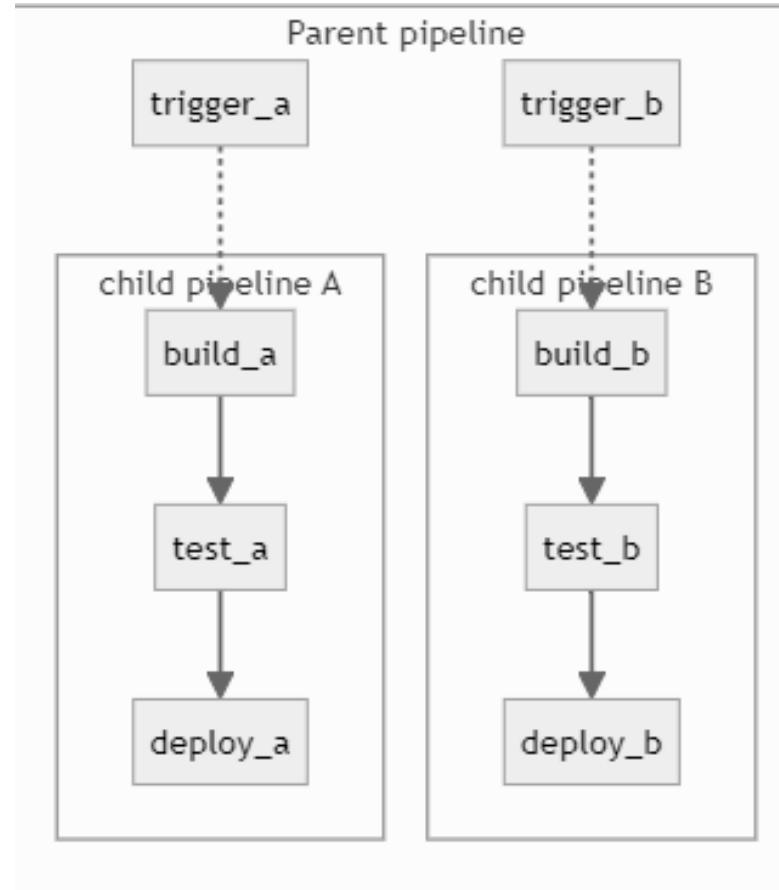 Parent pipeline
trigger_a
trigger_b
child pipeline A
child pipeline B
build_a
build_b
test_a
test_b
deploy_a
deploy_b